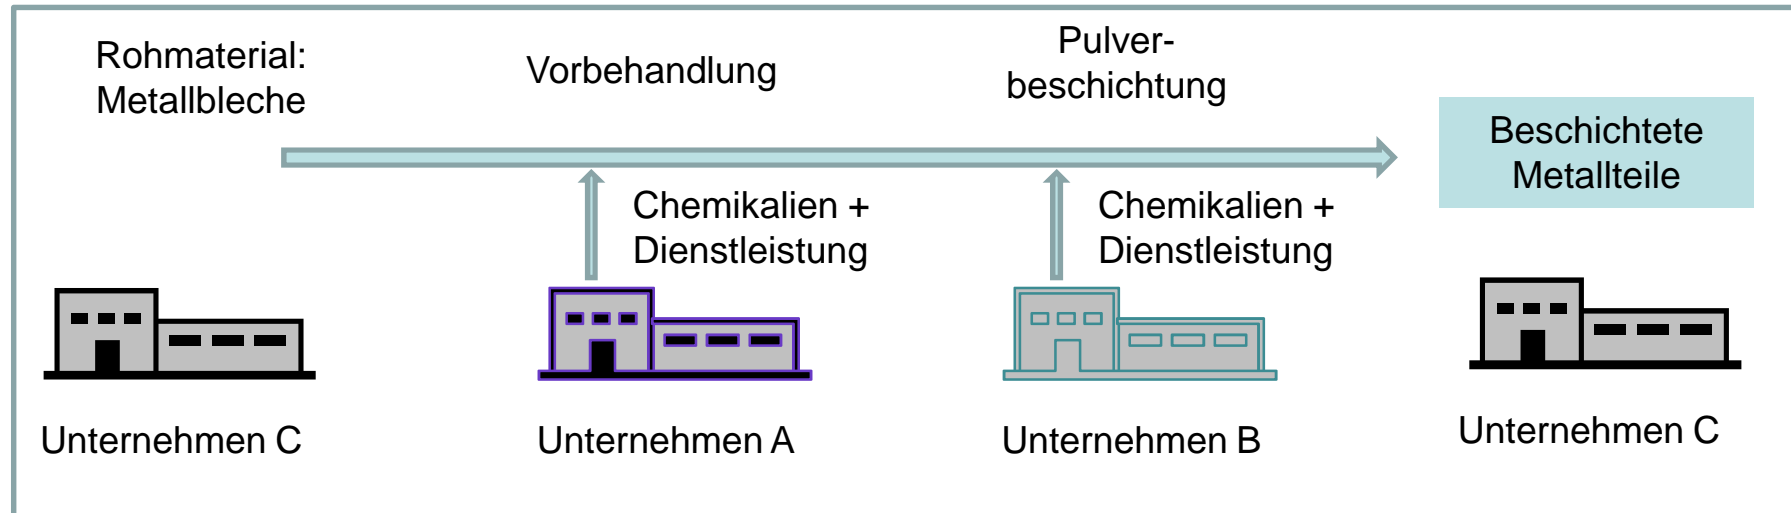 Rohmaterial:
Metallbleche
Vorbehandlung
Pulver-
beschichtung
Beschichtete
Metallteile
Chemikalien +
Dienstleistung
Chemikalien +
Dienstleistung
Unternehmen C
Unternehmen A
Unternehmen B
Unternehmen C